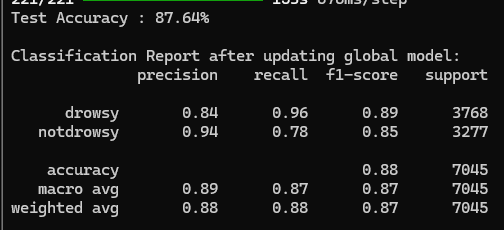 Test Accuracy : 87.64%
Classification Report after updating global model:
precision recall f1-score support
drowsy 0.84 0.96 0.89 3768
notdrowsy 0.94 0.78 0.85 3277
accuracy 0.88 7045
macro avg 0.89 0.87 0.87 7045
weighted avg 0.88 0.88 0.87 7045